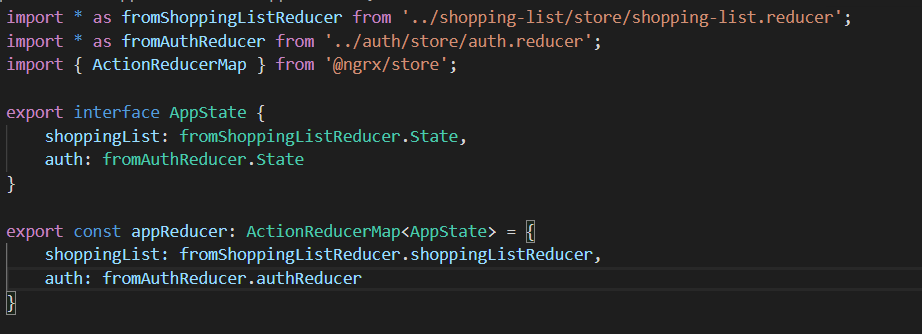 import * as fromShoppingListReducer from '../shopping-list/store/shopping-list.reducer';
import * as fromAuthReducer from '../auth/store/auth.reducer';
import { ActionReducerMap } from '@ngrx/store';

export interface AppState {
    shoppingList: fromShoppingListReducer.State,
    auth: fromAuthReducer.State
}

export const appReducer: ActionReducerMap<AppState> = {
    shoppingList: fromShoppingListReducer.shoppingListReducer,
    auth: fromAuthReducer.authReducer
}